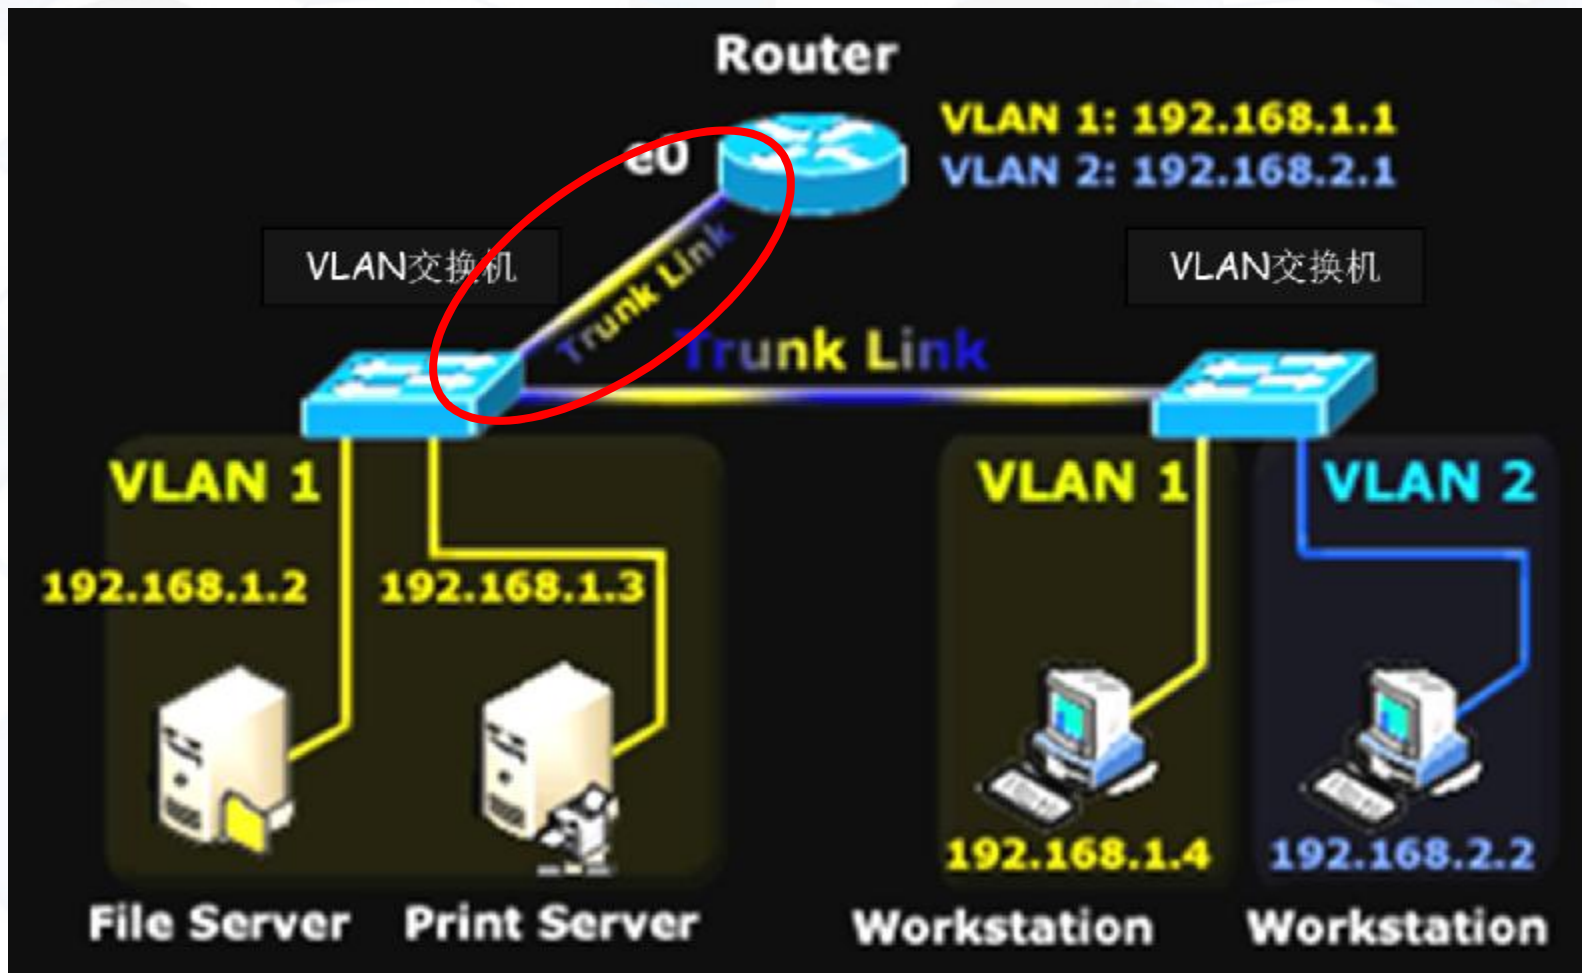 Router
e0
VLAN 1: 192.168.1.1
VLAN 2: 192.168.2.1
VLAN交换机
VLAN交换机
Trunk Link
Trunk Link
VLAN 1
VLAN 1
VLAN 2
192.168.1.2
192.168.1.3
192.168.1.4
192.168.2.2
File Server
Print Server
Workstation
Workstation